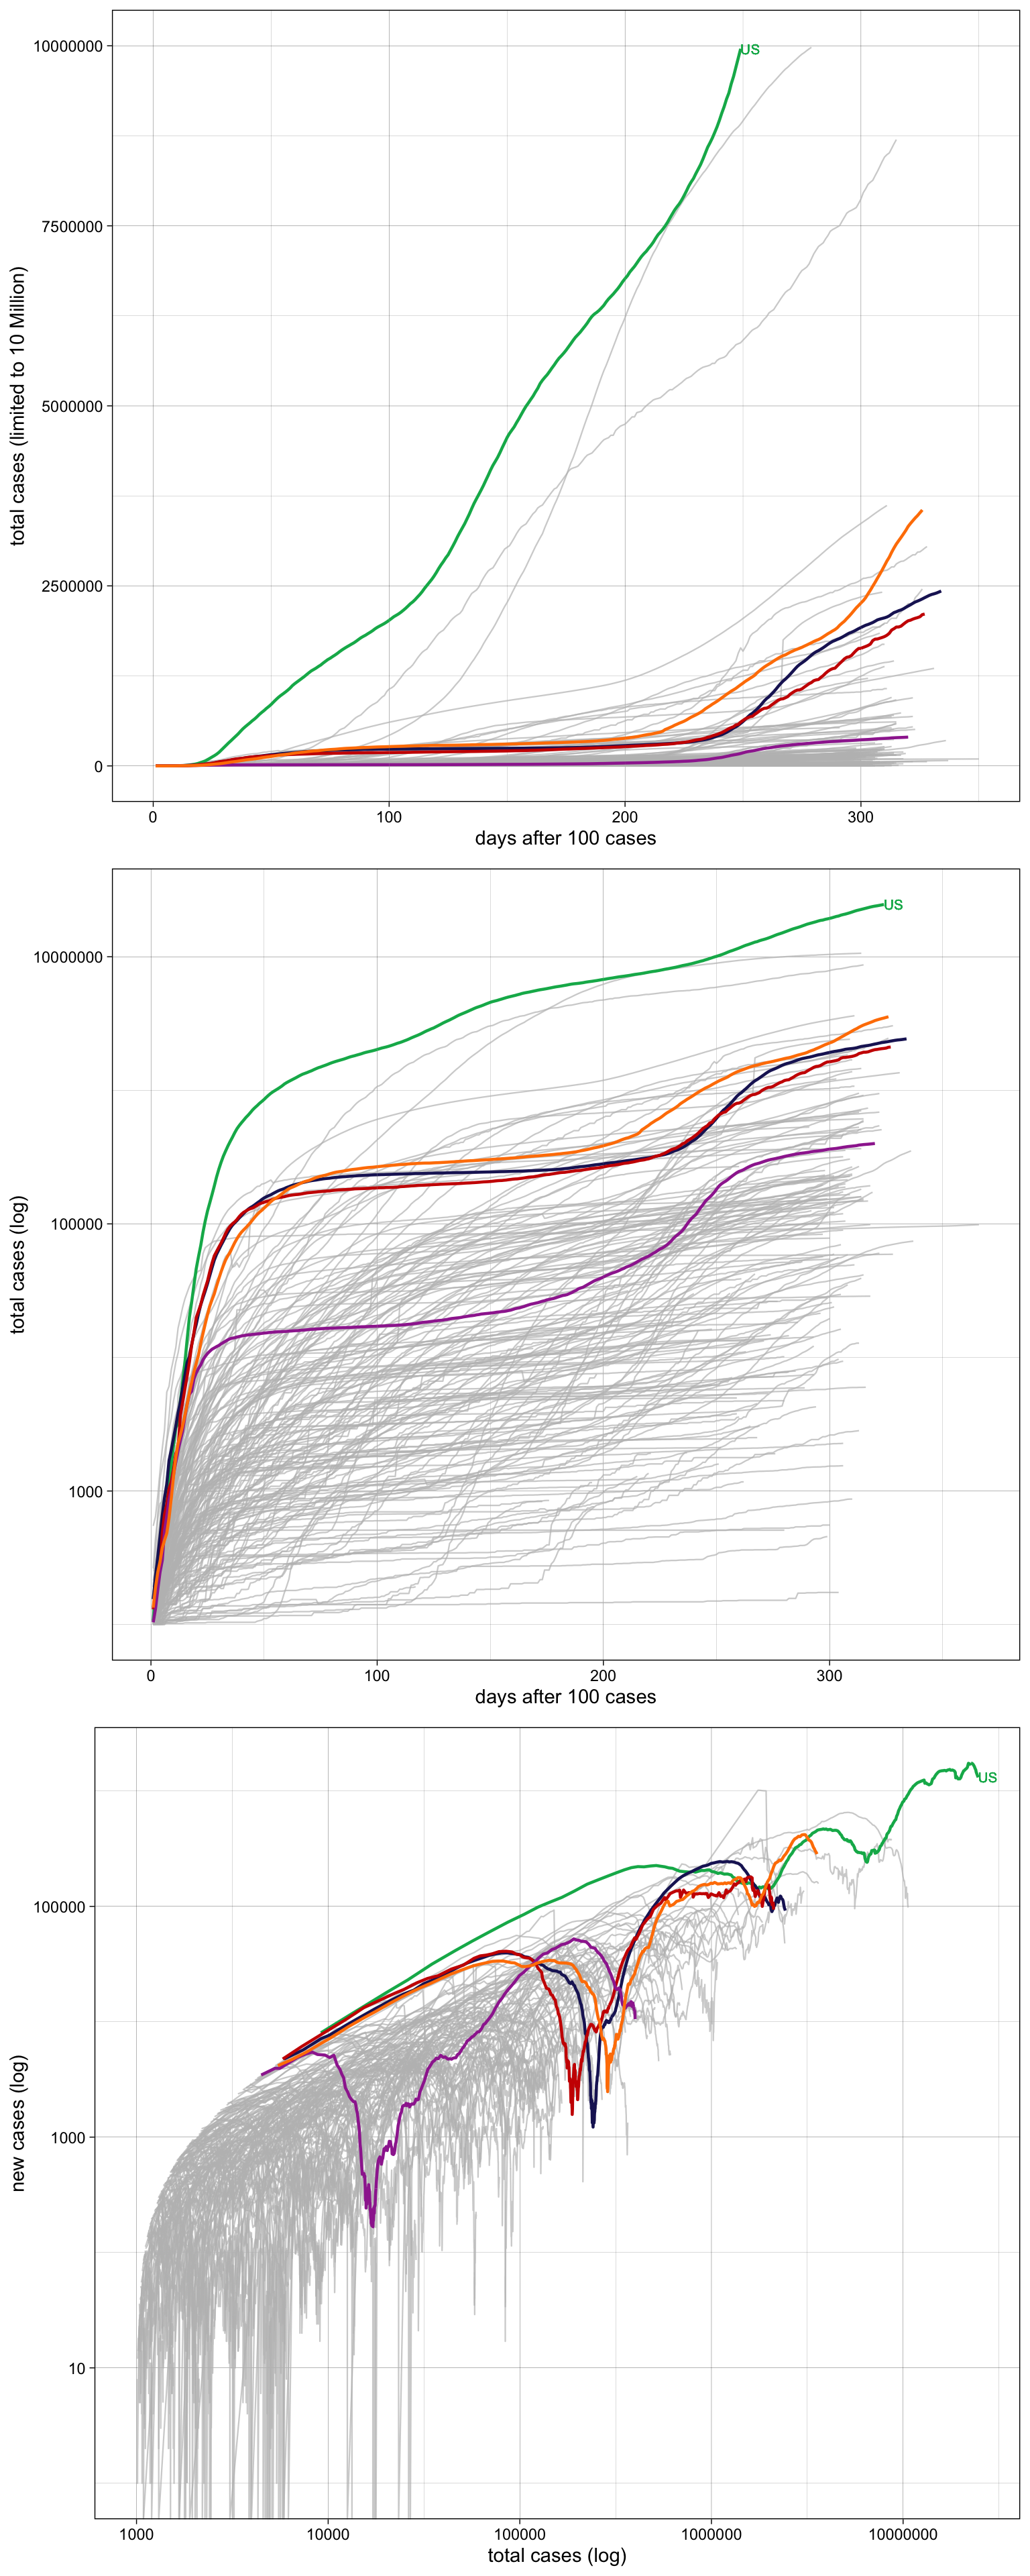 10000000
7500000
5000000
2500000
0
total cases (limited to 10 Million)
US
0 100 200 300
days after 100 cases
10000000
100000
1000
total cases (log)
US
0 100 200 300
days after 100 cases
100000
1000
10
new cases (log)
US
1000 10000 100000 1000000 10000000
total cases (log)